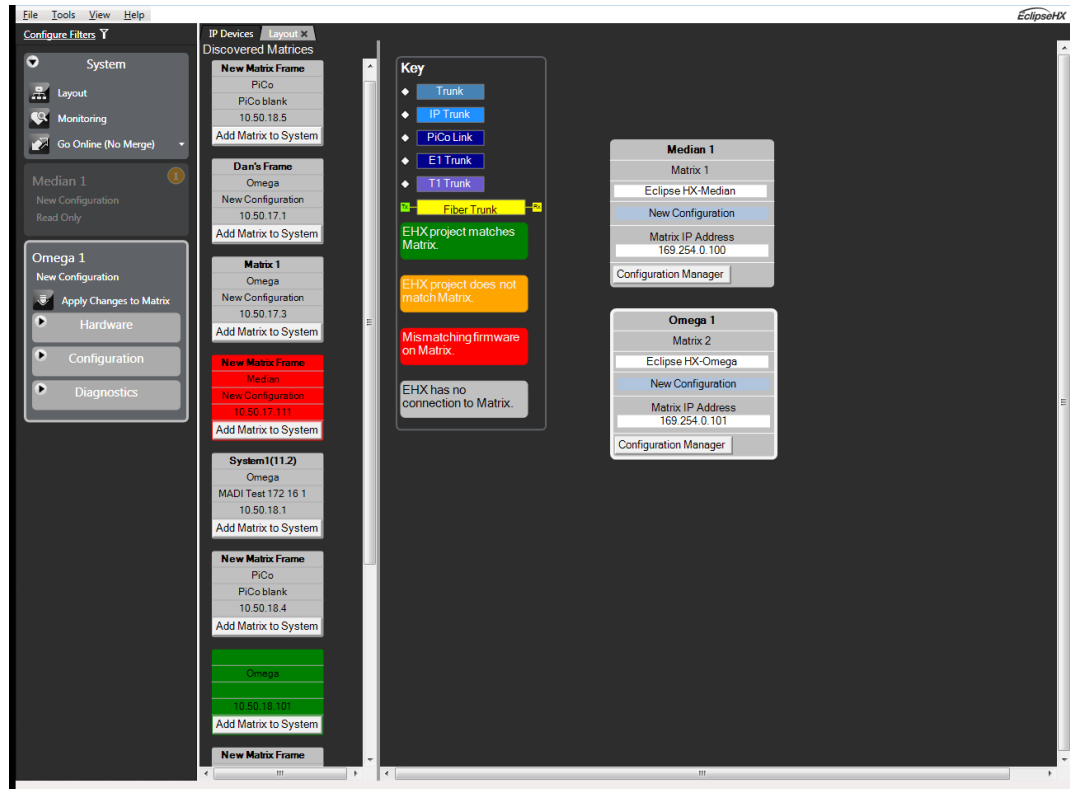 File Tools View Help
EclipseHX
Configure Filters
System
Layout
Monitoring
Go Online (No Merge)
Median 1
1
New Configuration
Read Only
Omega 1
New Configuration
Apply Changes to Matrix
Hardware
Configuration
Diagnostics
IP Devices
Layout
Discovered Matrices
New Matrix Frame
PiCo
PiCo blank
10.50.18.5
Add Matrix to System
Dan's Frame
Omega
New Configuration
10.50.17.1
Add Matrix to System
Matrix 1
Omega
New Configuration
10.50.17.3
Add Matrix to System
New Matrix Frame
Median
New Configuration
10.50.17.111
Add Matrix to System
System1(11.2)
Omega
MADI Test 172 16 1
10.50.18.1
Add Matrix to System
New Matrix Frame
PiCo
PiCo blank
10.50.18.4
Add Matrix to System
Omega
10.50.18.101
Add Matrix to System
New Matrix Frame
Key
Trunk
IP Trunk
PiCo Link
E1 Trunk
T1 Trunk
Tx Fiber Trunk Rx
EHX project matches
Matrix.
EHX project does not
match Matrix.
Mismatching firmware
on Matrix.
EHX has no
connection to Matrix.
Median 1
Matrix 1
Eclipse HX-Median
New Configuration
Matrix IP Address
169.254.0.100
Configuration Manager
Omega 1
Matrix 2
Eclipse HX-Omega
New Configuration
Matrix IP Address
169.254.0.101
Configuration Manager